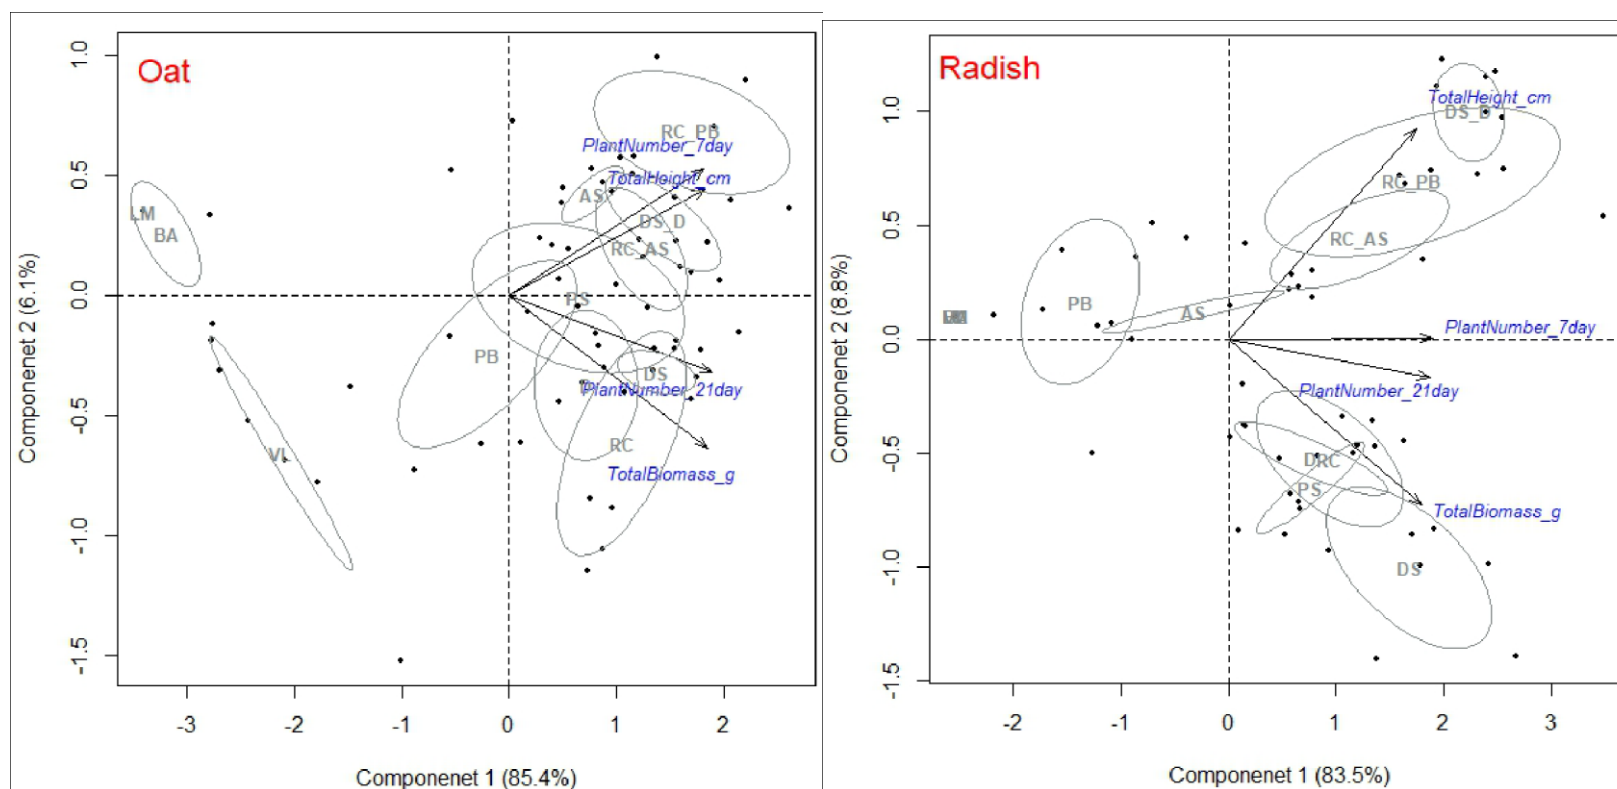 Oat
1.0
0.5
0.0
-0.5
-1.0
-1.5
Componenet 2 (6.1%)
RC_PB
PlantNumber_7day
TotalHeight_cm
AS
LM
BA
DS_D
RC_AS
PS
PB
DS
PlantNumber_21day
RC
VL
TotalBiomass_g
-3
-2
-1
0
1
2
Componenet 1 (85.4%)
Radish
1.0
0.5
0.0
-0.5
-1.0
-1.5
Componenet 2 (8.8%)
TotalHeight_cm
DS_D
RC_PB
RC_AS
PB
AS
PlantNumber_7day
PlantNumber_21day
DRC
PS
TotalBiomass_g
DS
-2
-1
0
1
2
3
Componenet 1 (83.5%)